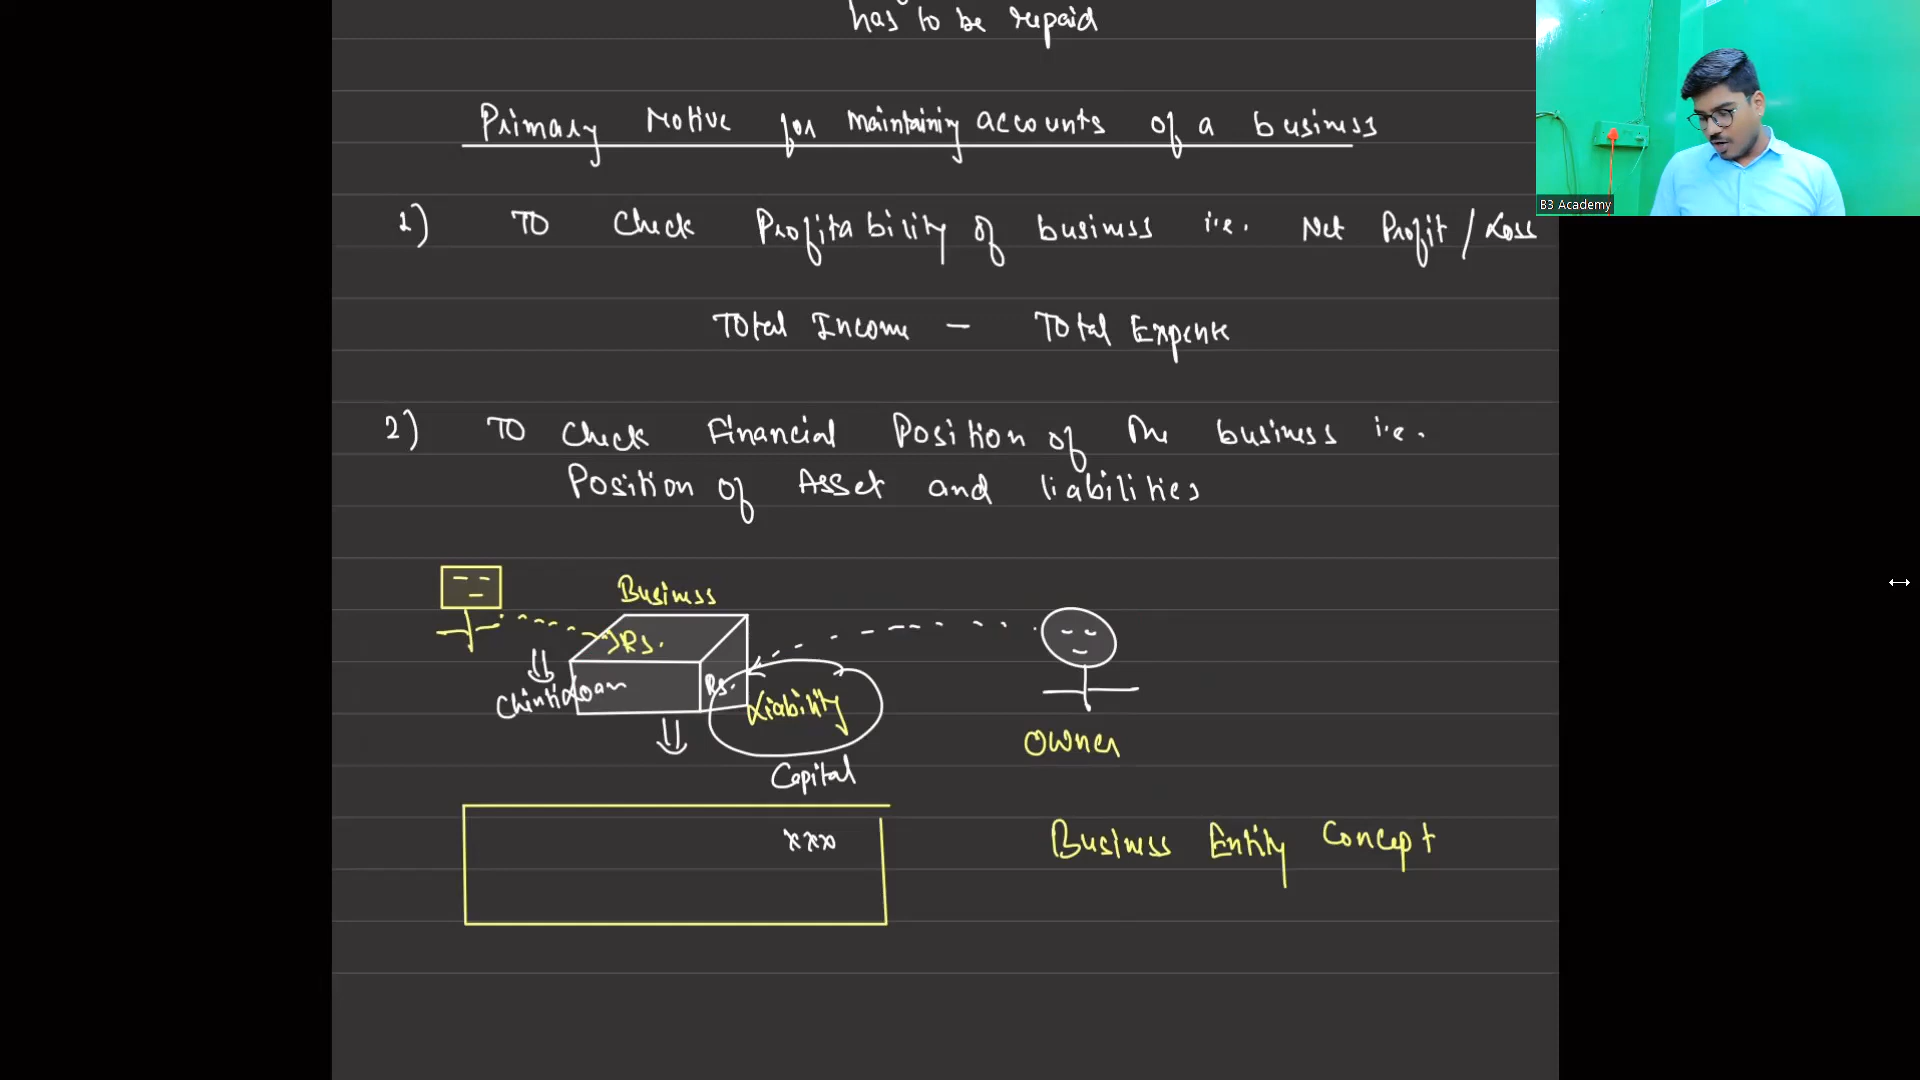 has to be repaid
B3 Academy
Primary Motive for Maintaining accounts of a business
1) To Check Profitability of business i.e. Net Profit / Loss
Total Income - Total Expense
2) To Check Financial Position of the business i.e.
Position of Asset and liabilities
Business
Rs.
Loan
Rs.
Liability
Owner
Capital
xxx
Business Entity Concept